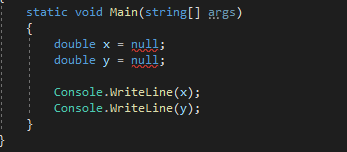 static void Main(string[] args)
{
double x = null;
double y = null;
Console.WriteLine(x);
Console.WriteLine(y);
}
}